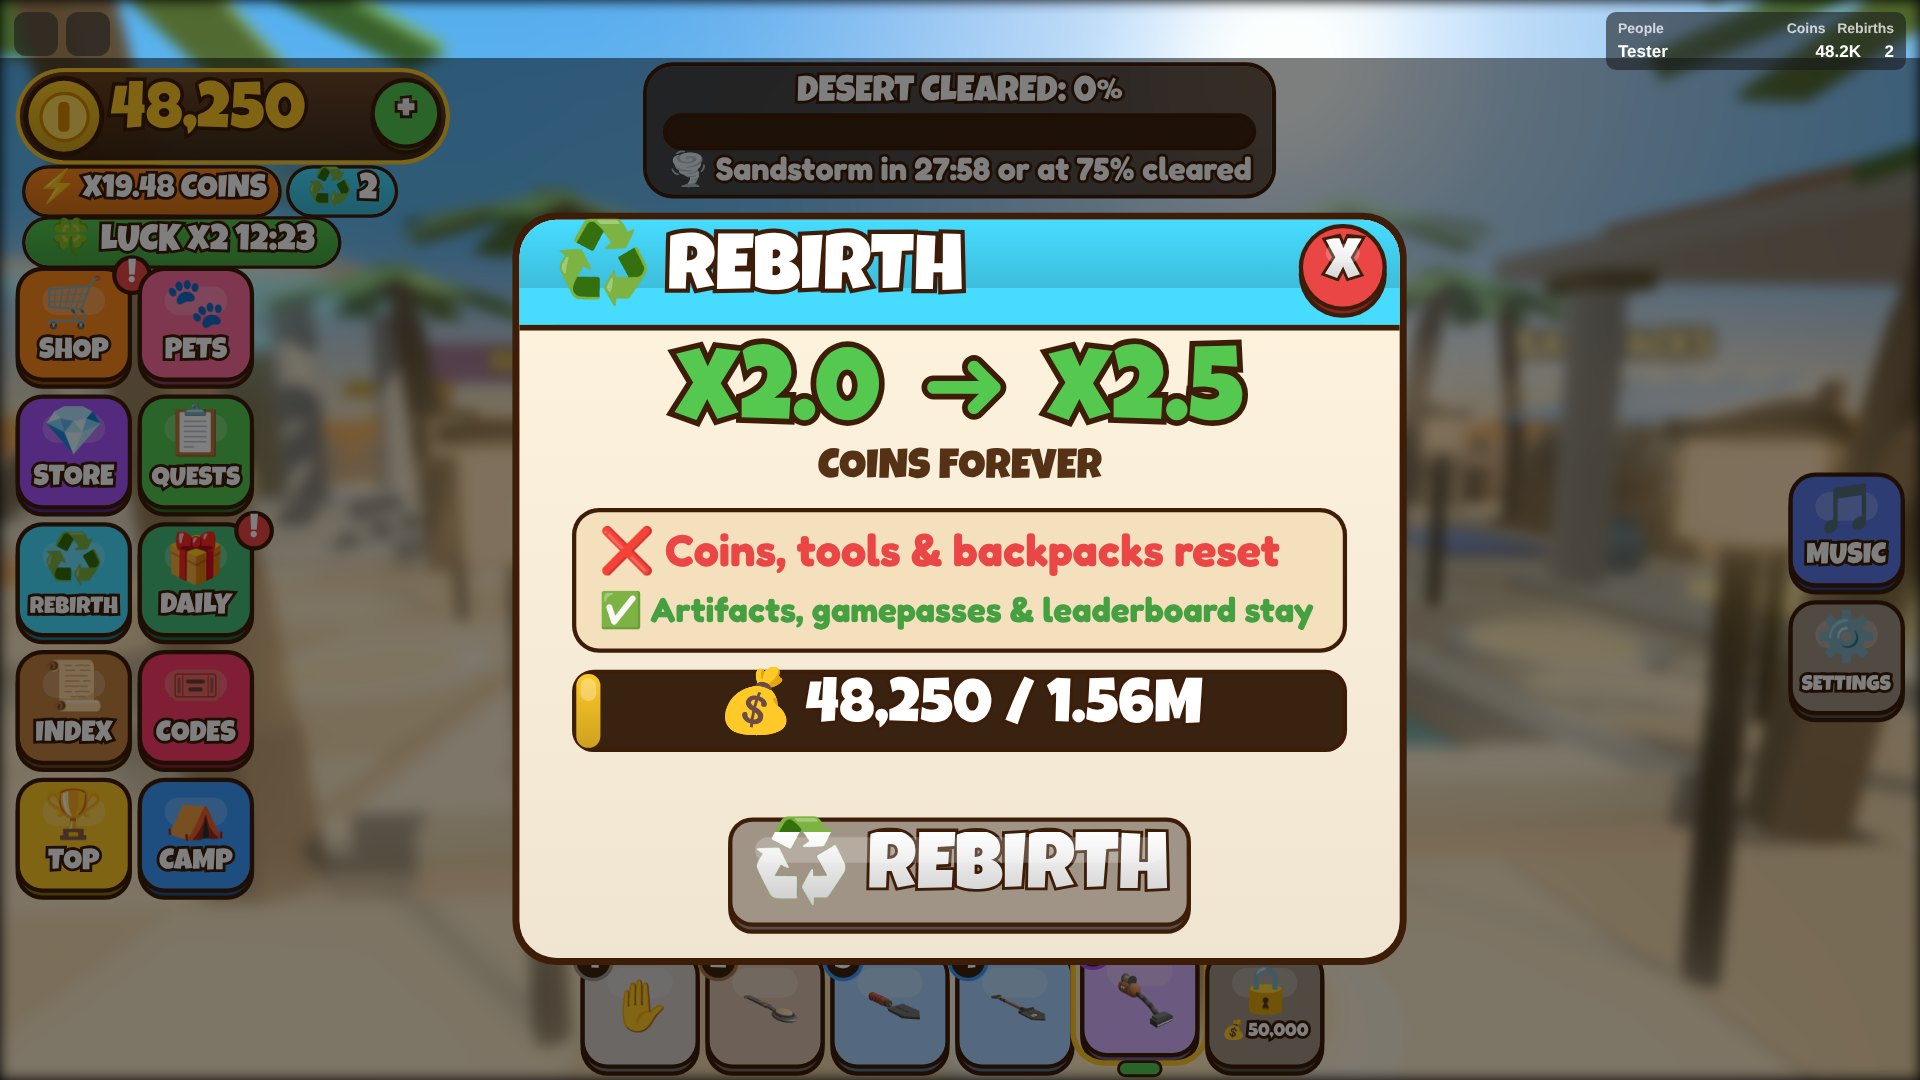 People Coins Rebirths
Tester 48.2K 2
48,250
+
X19.48 COINS
2
LUCK X2 12:23
DESERT CLEARED: 0%
Sandstorm in 27:58 or at 75% cleared
REBIRTH
X
X2.0 → X2.5
COINS FOREVER
Coins, tools & backpacks reset
Artifacts, gamepasses & leaderboard stay
48,250 / 1.56M
REBIRTH
!
SHOP
PETS
STORE
QUESTS
!
REBIRTH
DAILY
INDEX
CODES
TOP
CAMP
MUSIC
SETTINGS
50,000